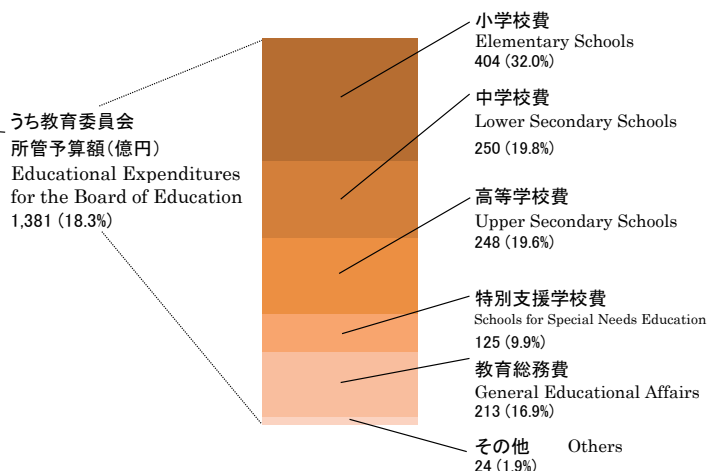 うち教育委員会
所管予算額(億円)
Educational Expenditures
for the Board of Education
1,381 (18.3%)
小学校費
Elementary Schools
404 (32.0%)
中学校費
Lower Secondary Schools
250 (19.8%)
高等学校費
Upper Secondary Schools
248 (19.6%)
特別支援学校費
Schools for Special Needs Education
125 (9.9%)
教育総務費
General Educational Affairs
213 (16.9%)
その他 Others
24 (1.9%)